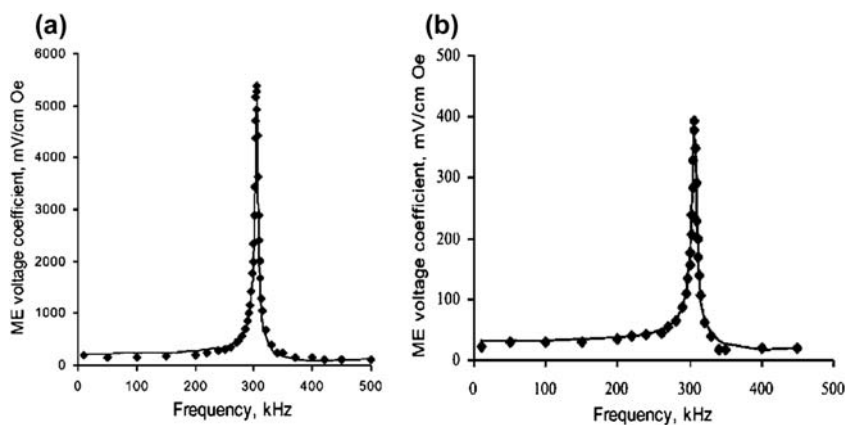 (a)
ME voltage coefficient, mV/cm Oe
6000
5000
4000
3000
2000
1000
0
0 100 200 300 400 500
Frequency, kHz
(b)
ME voltage coefficient, mV/cm Oe
500
400
300
200
100
0
0 100 200 300 400 500
Frequency, kHz